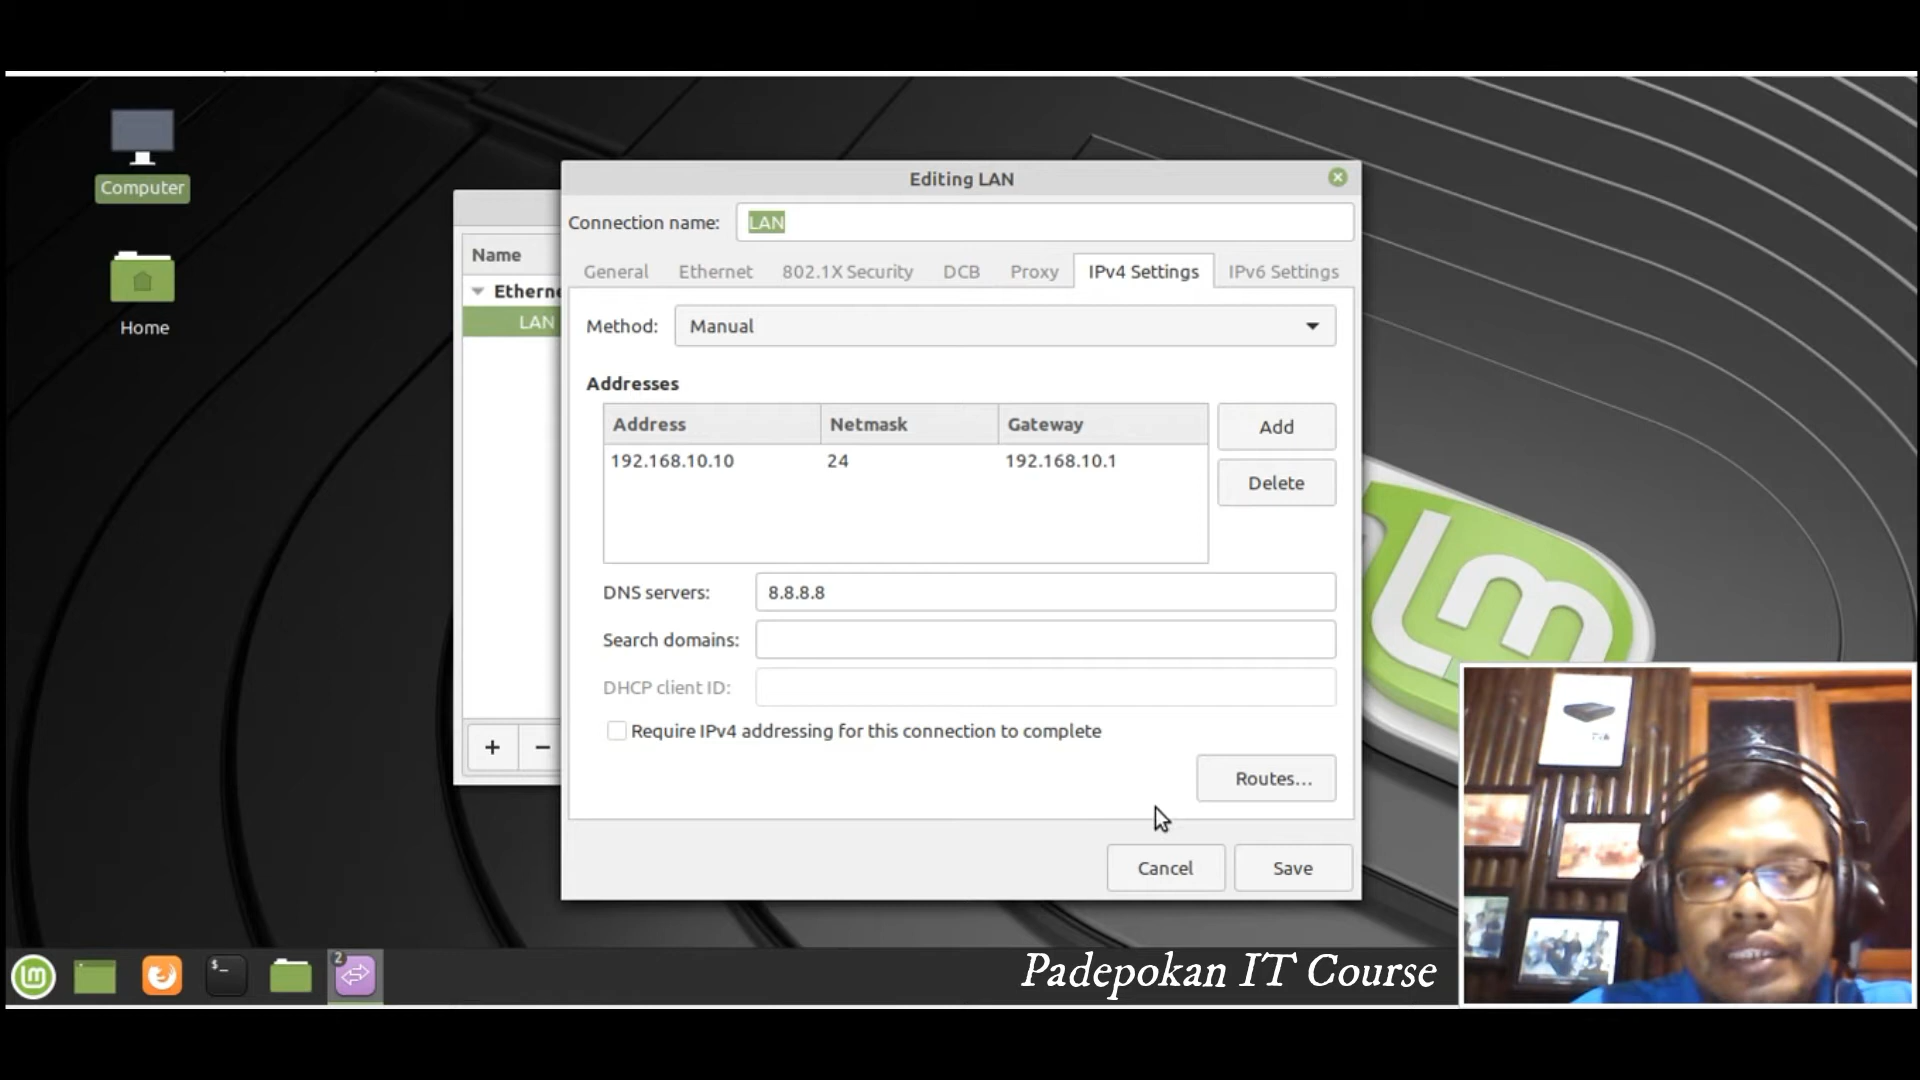 Computer
Home
Name
Etherne
LAN
+
−
Editing LAN
Connection name: LAN
General Ethernet 802.1X Security DCB Proxy IPv4 Settings IPv6 Settings
Method: Manual
Addresses
Address Netmask Gateway
192.168.10.10 24 192.168.10.1
Add
Delete
DNS servers: 8.8.8.8
Search domains:
DHCP client ID:
Require IPv4 addressing for this connection to complete
Routes...
Cancel Save
lm
$_
2
Padepokan IT Course